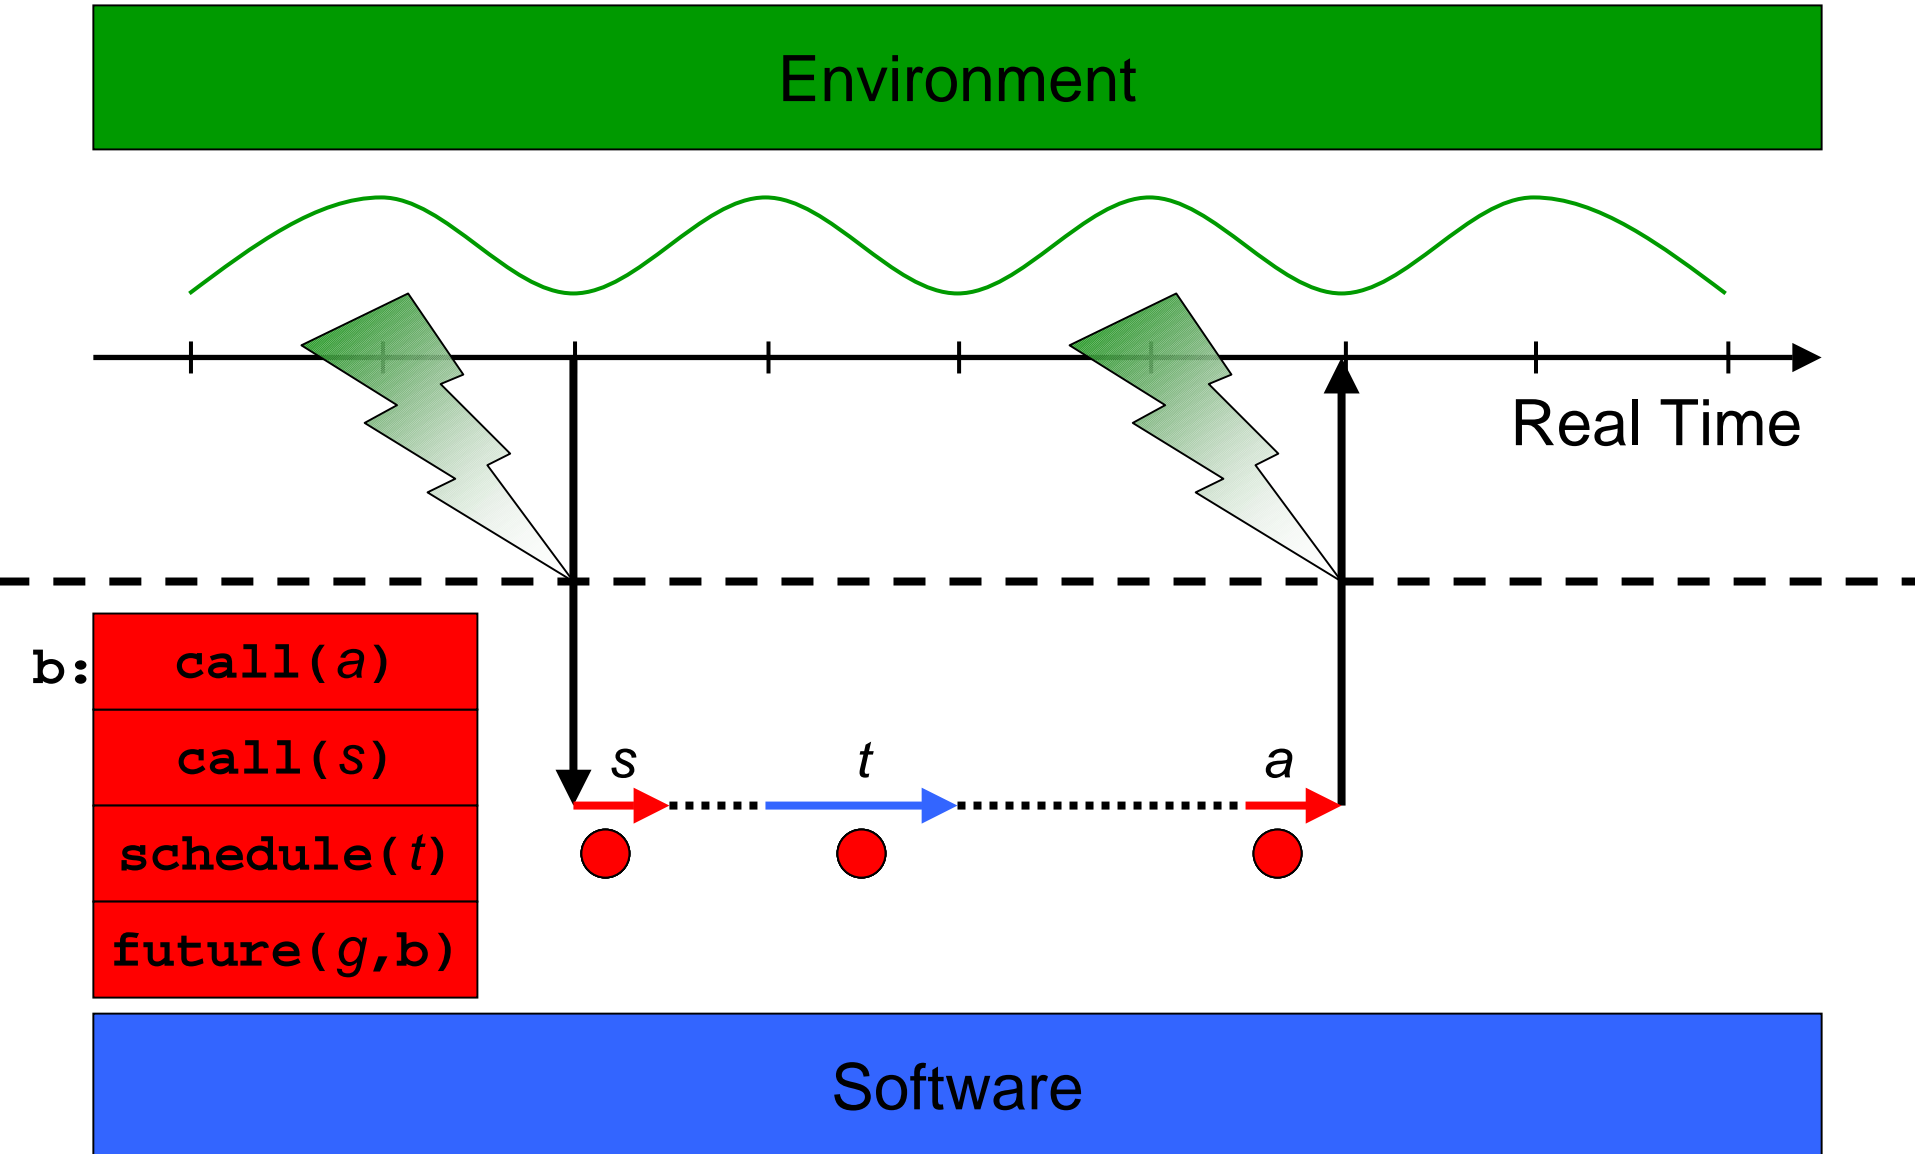 Environment
Real Time
b:
call(a)
call(s)
schedule(t)
future(g,b)
s
t
a
Software